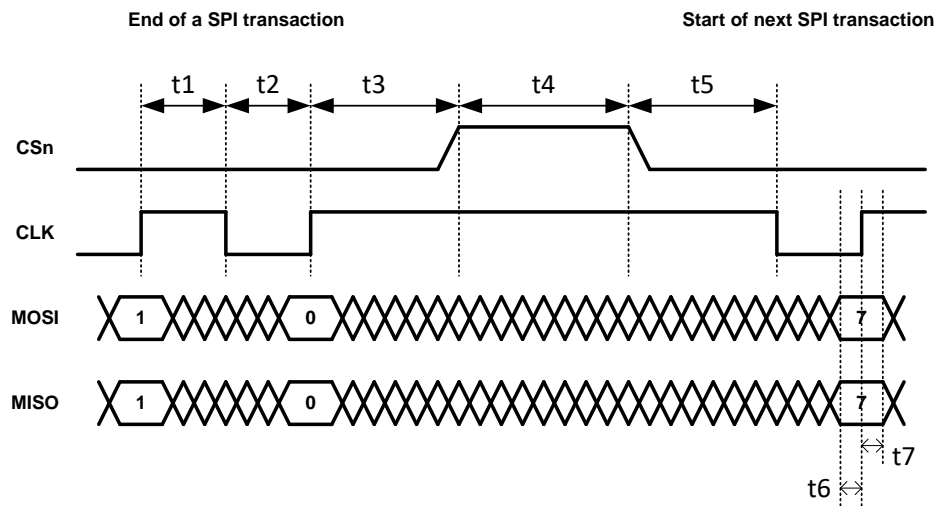 End of a SPI transaction Start of next SPI transaction
t1 t2 t3 t4 t5
CSn
CLK
MOSI 1 0 7
MISO 1 0 7
t7
t6